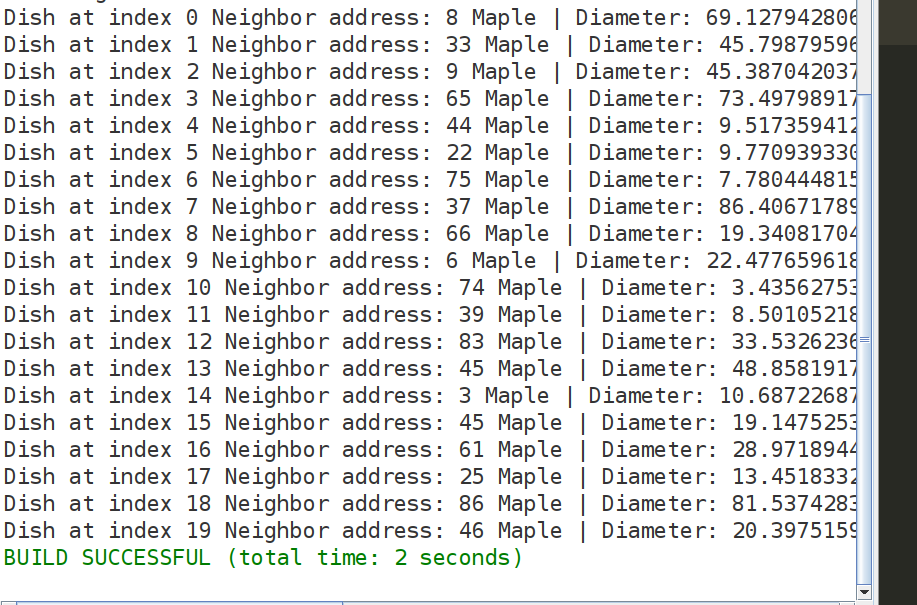 Dish at index 0 Neighbor address: 8 Maple | Diameter: 69.127942806
Dish at index 1 Neighbor address: 33 Maple | Diameter: 45.79879596
Dish at index 2 Neighbor address: 9 Maple | Diameter: 45.387042037
Dish at index 3 Neighbor address: 65 Maple | Diameter: 73.49798917
Dish at index 4 Neighbor address: 44 Maple | Diameter: 9.517359412
Dish at index 5 Neighbor address: 22 Maple | Diameter: 9.770939330
Dish at index 6 Neighbor address: 75 Maple | Diameter: 7.780444815
Dish at index 7 Neighbor address: 37 Maple | Diameter: 86.40671789
Dish at index 8 Neighbor address: 66 Maple | Diameter: 19.34081704
Dish at index 9 Neighbor address: 6 Maple | Diameter: 22.477659618
Dish at index 10 Neighbor address: 74 Maple | Diameter: 3.43562753
Dish at index 11 Neighbor address: 39 Maple | Diameter: 8.50105218
Dish at index 12 Neighbor address: 83 Maple | Diameter: 33.5326236
Dish at index 13 Neighbor address: 45 Maple | Diameter: 48.8581917
Dish at index 14 Neighbor address: 3 Maple | Diameter: 10.68722687
Dish at index 15 Neighbor address: 45 Maple | Diameter: 19.1475253
Dish at index 16 Neighbor address: 61 Maple | Diameter: 28.9718944
Dish at index 17 Neighbor address: 25 Maple | Diameter: 13.4518332
Dish at index 18 Neighbor address: 86 Maple | Diameter: 81.5374283
Dish at index 19 Neighbor address: 46 Maple | Diameter: 20.3975159
BUILD SUCCESSFUL (total time: 2 seconds)